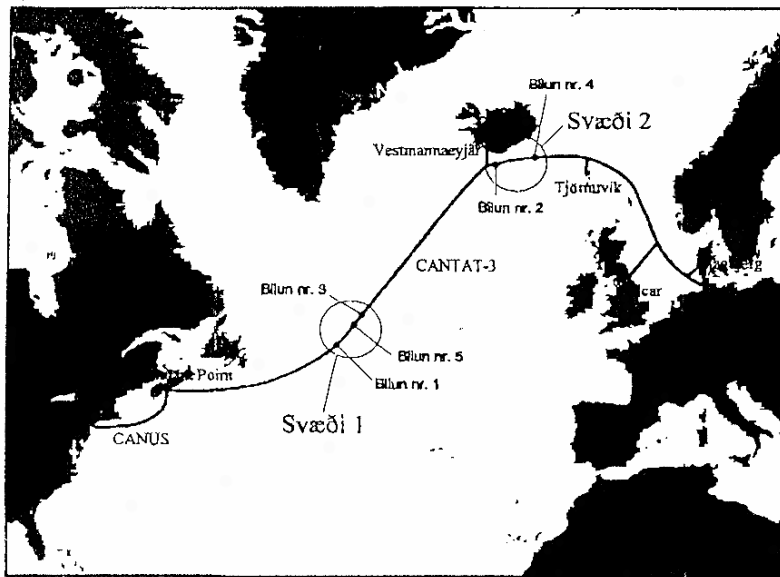 Bilun nr. 4
Svæði 2
Vestmannaeyjar
Tjörnuvík
Bilun nr. 2
CANTAT-3
Bilun nr. 3
Bilun nr. 5
Point
Bilun nr. 1
Svæði 1
CANUS